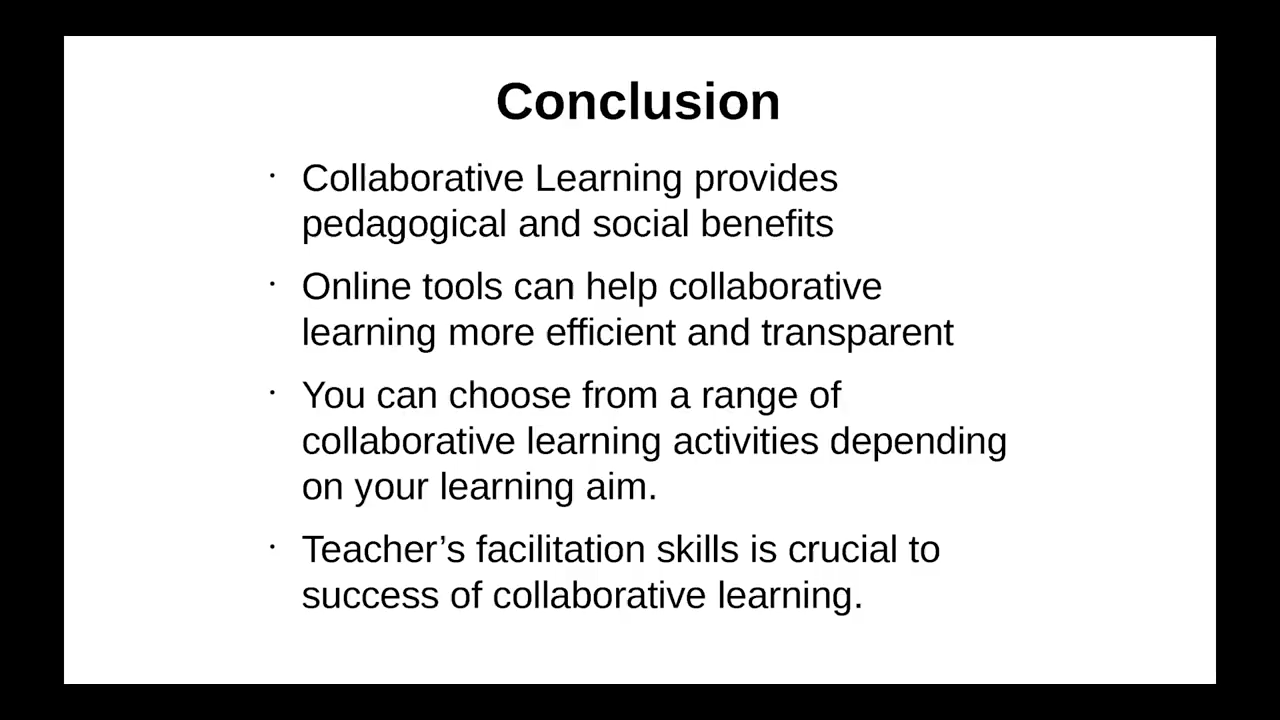 Conclusion
· Collaborative Learning provides
pedagogical and social benefits
· Online tools can help collaborative
learning more efficient and transparent
· You can choose from a range of
collaborative learning activities depending
on your learning aim.
· Teacher’s facilitation skills is crucial to
success of collaborative learning.